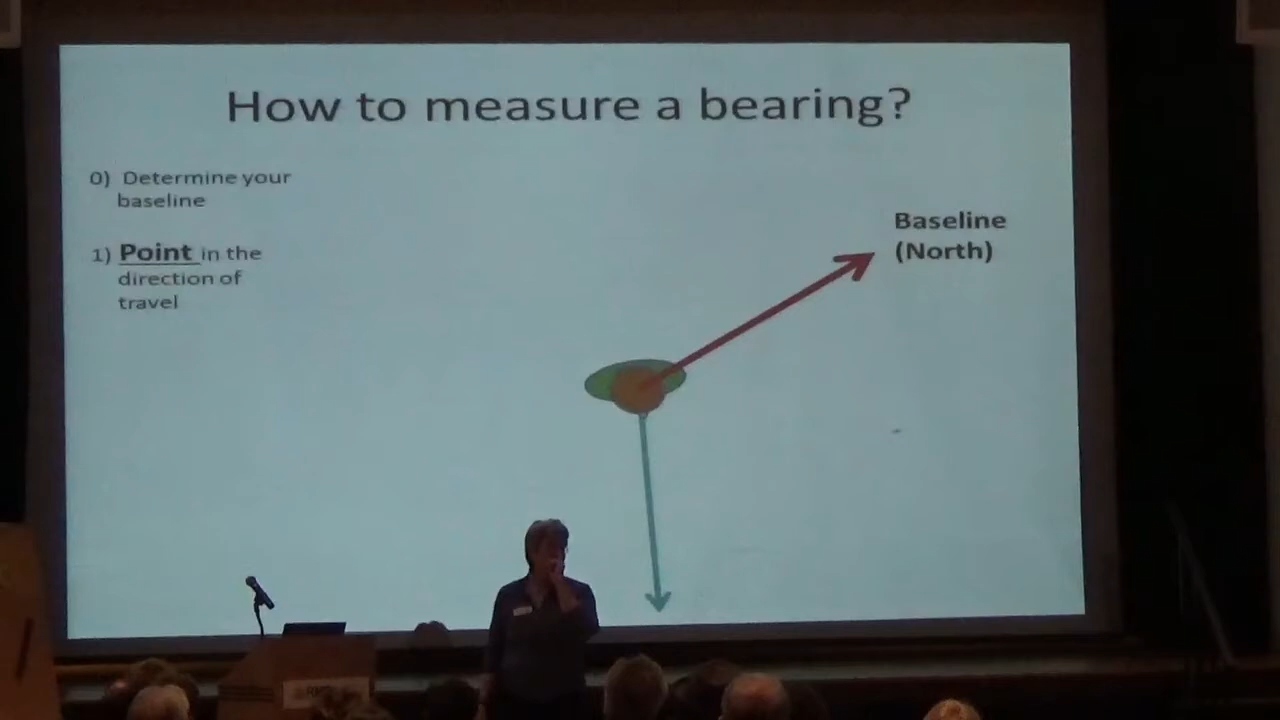 How to measure a bearing?
0) Determine your
baseline
1) Point in the
direction of
travel
Baseline
(North)